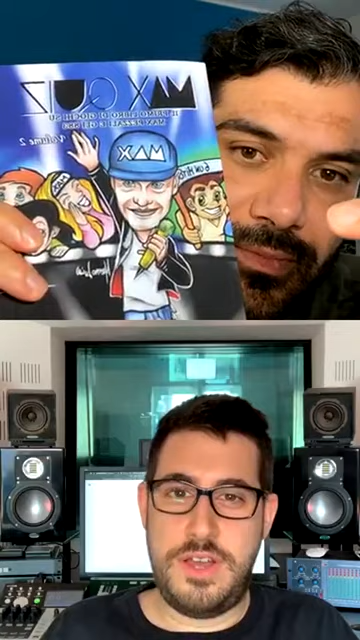 MAX QUIZ
IL PRIMO LIBRO DI GIOCHI SU
MAX PEZZALI E GLI 883
Volume 2
MAX